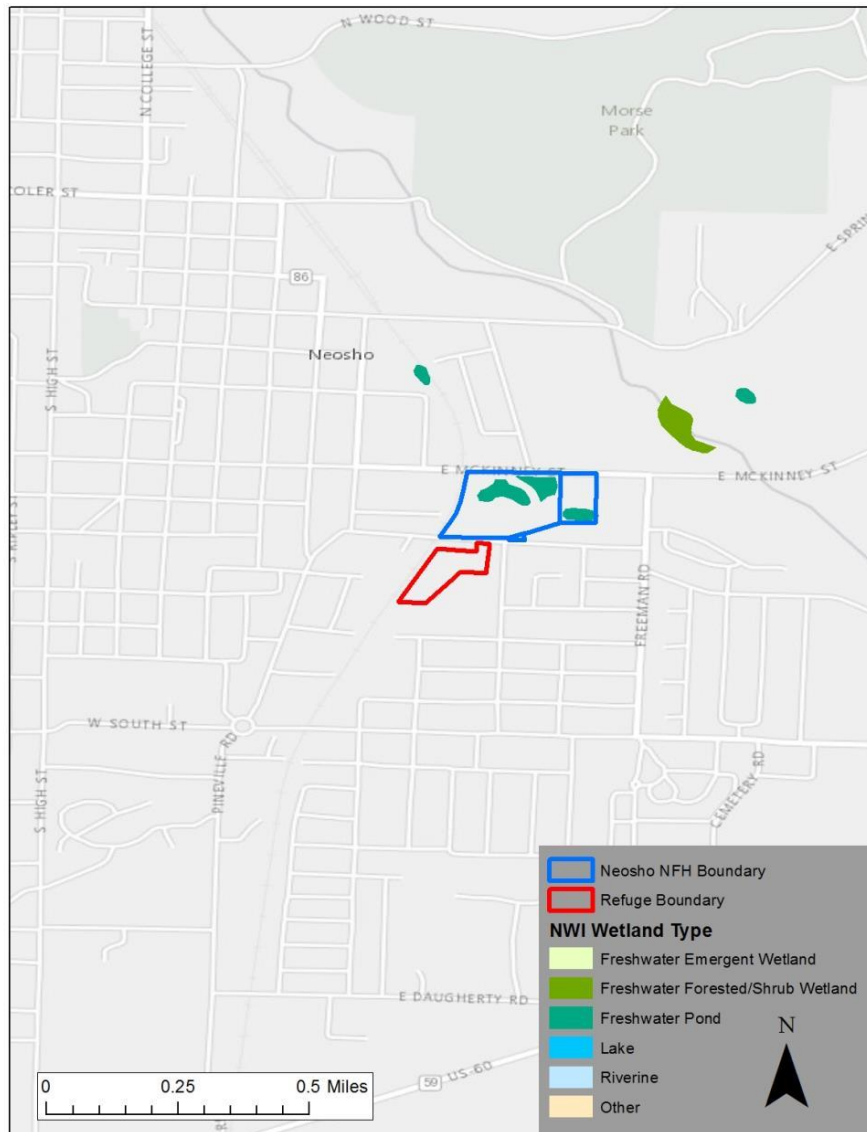 N WOOD ST
N COLLEGE ST
Morse
Park
COLER ST
E SPRIN
86
Neosho
S HIGH ST
E MCKINNEY ST
E MCKINNEY ST
S RIPLEY ST
FREEMAN RD
W SOUTH ST
PINEVILLE RD
S HIGH ST
CEMETERY RD
E DAUGHERTY RD
59
US-60
Neosho NFH Boundary
Refuge Boundary
NWI Wetland Type
Freshwater Emergent Wetland
Freshwater Forested/Shrub Wetland
Freshwater Pond
Lake
Riverine
Other
N
0 0.25 0.5 Miles